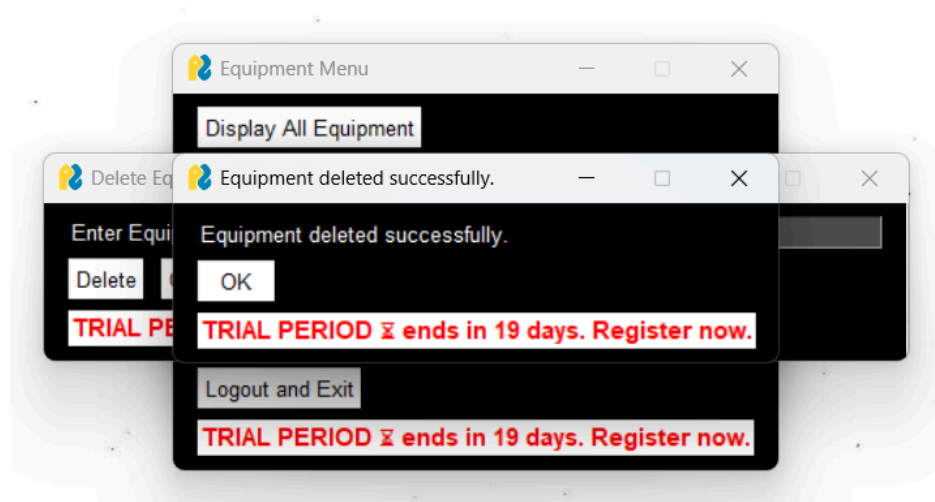 Equipment Menu
Display All Equipment
Delete Eq
Equipment deleted successfully.
Enter Equi
Equipment deleted successfully.
Delete
OK
TRIAL PE
TRIAL PERIOD ⌛ ends in 19 days. Register now.
Logout and Exit
TRIAL PERIOD ⌛ ends in 19 days. Register now.